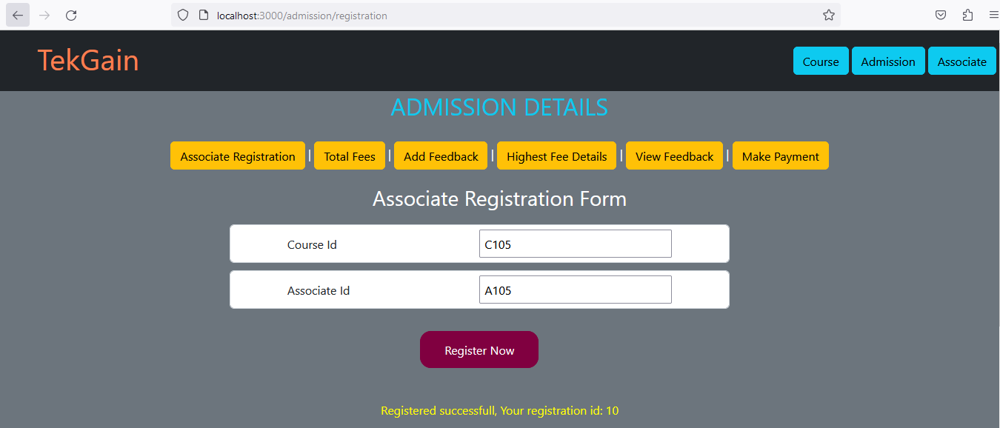 localhost:3000/admission/registration
TekGain
Course Admission Associate
ADMISSION DETAILS
Associate Registration | Total Fees | Add Feedback | Highest Fee Details | View Feedback | Make Payment
Associate Registration Form
Course Id C105
Associate Id A105
Register Now
Registered successfull, Your registration id: 10